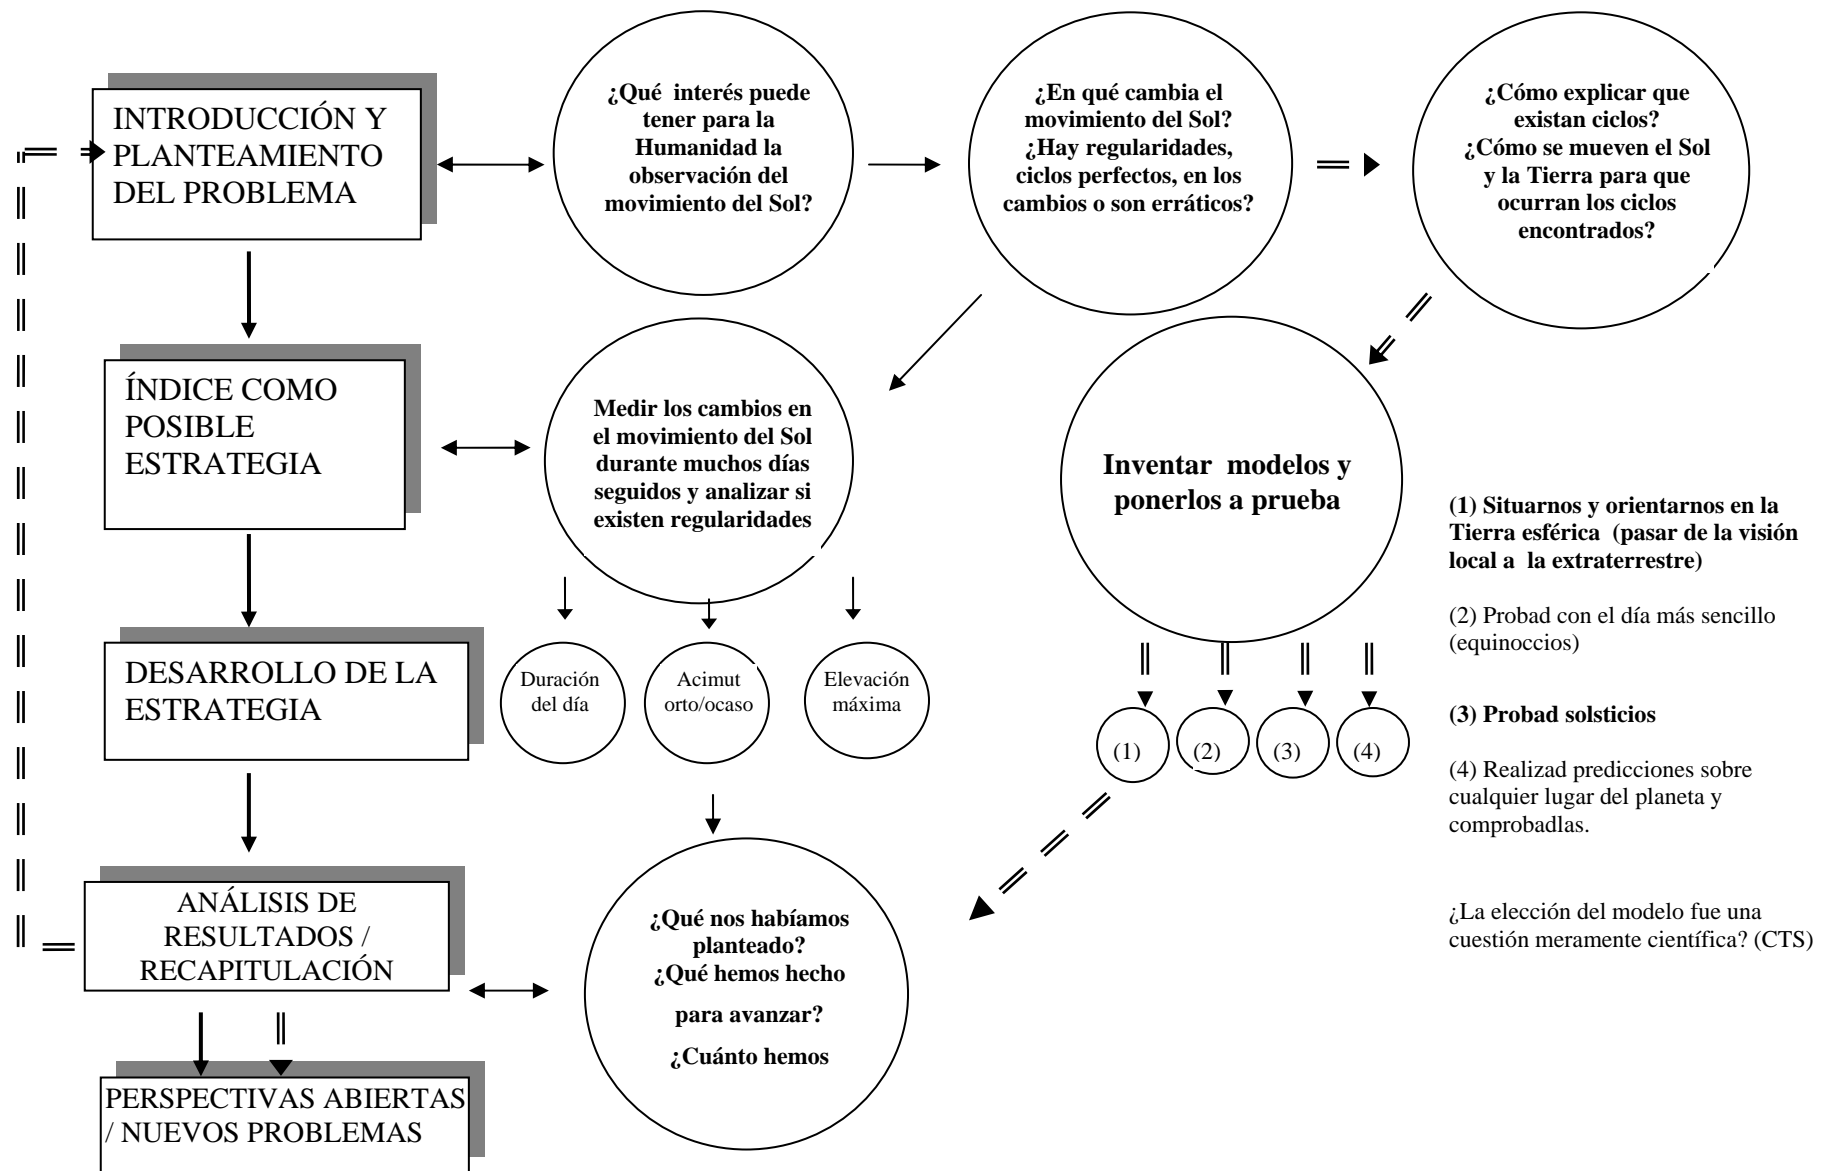 INTRODUCCIÓN Y
PLANTEAMIENTO
DEL PROBLEMA
¿Qué interés puede
tener para la
Humanidad la
observación del
movimiento del Sol?
¿En qué cambia el
movimiento del Sol?
¿Hay regularidades,
ciclos perfectos, en los
cambios o son erráticos?
¿Cómo explicar que
existan ciclos?
¿Cómo se mueven el Sol
y la Tierra para que
ocurran los ciclos
encontrados?
ÍNDICE COMO
POSIBLE
ESTRATEGIA
Medir los cambios en
el movimiento del Sol
durante muchos días
seguidos y analizar si
existen regularidades
Inventar modelos y
ponerlos a prueba
(1) Situarnos y orientarnos en la
Tierra esférica (pasar de la visión
local a la extraterrestre)
(2) Probad con el día más sencillo
(equinoccios)
(3) Probad solsticios
(4) Realizad predicciones sobre
cualquier lugar del planeta y
comprobadlas.
¿La elección del modelo fue una
cuestión meramente científica? (CTS)
DESARROLLO DE LA
ESTRATEGIA
Duración
del día
Acimut
orto/ocaso
Elevación
máxima
(1)
(2)
(3)
(4)
ANÁLISIS DE
RESULTADOS /
RECAPITULACIÓN
¿Qué nos habíamos
planteado?
¿Qué hemos hecho
para avanzar?
¿Cuánto hemos
PERSPECTIVAS ABIERTAS
/ NUEVOS PROBLEMAS